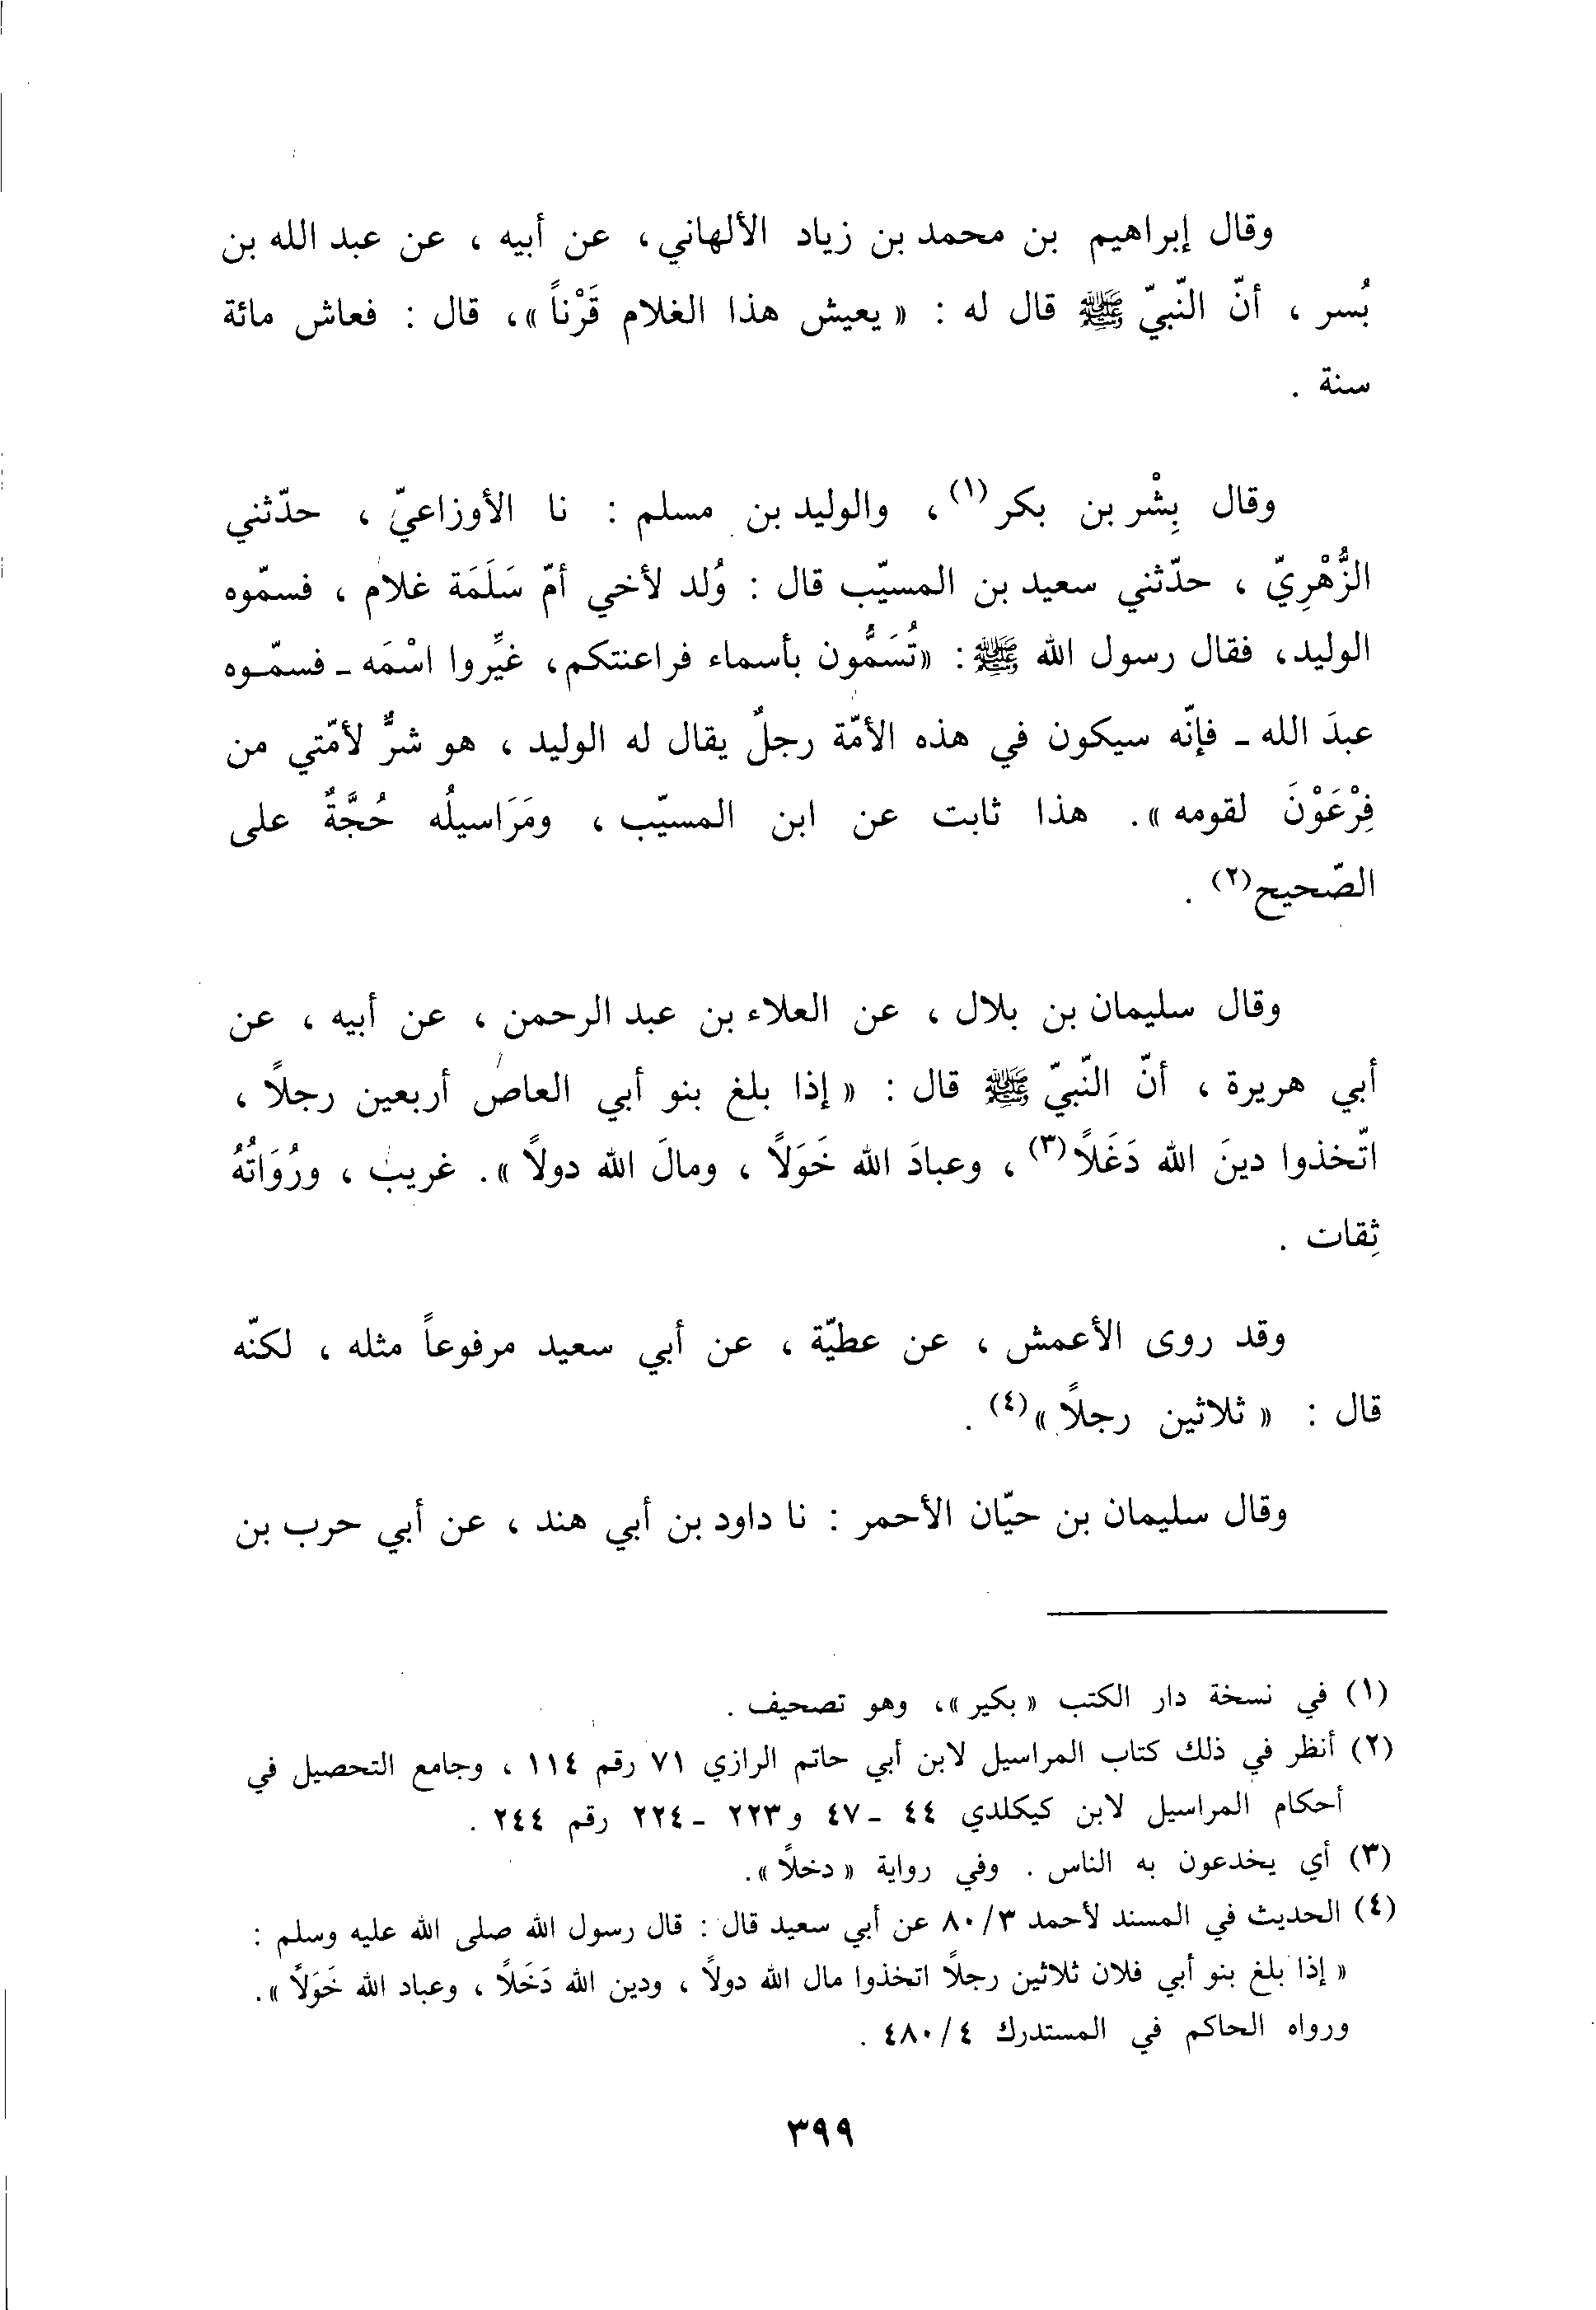 وقال إبراهيم بن محمد بن زياد الألهاني، عن أبيه ، عن عبد الله بن
بُسر ، أنّ النّبيّ ﷺ قال له : « يعيش هذا الغلام قَرْناً »، قال : فعاش مائة
سنة .
وقال بِشْر بن بكر(١) ، والوليد بن مسلم : نا الأوزاعيّ ، حدّثني
الزُّهْرِيّ ، حدّثني سعيد بن المسيّب قال : وُلد لأخي أمّ سَلَمَة غلام ، فسمّوه
الوليد، فقال رسول الله ﷺ : «تُسَمُّون بأسماء فراعنتكم، غيِّروا اسْمَه ـ فسمّـوه
عبدَ الله ـ فإنّه سيكون في هذه الأمّة رجلٌ يقال له الوليد ، هو شرٌّ لأمّتي من
فِرْعَوْنَ لقومه ». هذا ثابت عن ابن المسيّب ، ومَرَاسيلُه حُجَّةٌ على
الصّحيح(٢) .
وقال سليمان بن بلال ، عن العلاء بن عبد الرحمن ، عن أبيه ، عن
أبي هريرة ، أنّ النّبيّ ﷺ قال : « إذا بلغ بنو أبي العاص أربعين رجلاً ،
اتّخذوا دينَ الله دَغَلاً(٣) ، وعبادَ الله خَوَلاً ، ومالَ الله دولاً ». غريب ، ورُوَاتُهُ
ثِقات .
وقد روى الأعمش ، عن عطيّة ، عن أبي سعيد مرفوعاً مثله ، لكنّه
قال : « ثلاثين رجلاً »(٤) .
وقال سليمان بن حيّان الأحمر : نا داود بن أبي هند ، عن أبي حرب بن
(١) في نسخة دار الكتب « بكير »، وهو تصحيف .
(٢) أنظر في ذلك كتاب المراسيل لابن أبي حاتم الرازي ٧١ رقم ١١٤ ، وجامع التحصيل في
أحكام المراسيل لابن كيكلدي ٤٤ ـ ٤٧ و ٢٢٣ ـ ٢٢٤ رقم ٢٤٤ .
(٣) أي يخدعون به الناس . وفي رواية « دخلاً ».
(٤) الحديث في المسند لأحمد ٨٠/٣ عن أبي سعيد قال : قال رسول الله صلى الله عليه وسلم :
« إذا بلغ بنو أبي فلان ثلاثين رجلاً اتخذوا مال الله دولاً ، ودين الله دَخَلاً ، وعباد الله خَوَلاً ».
ورواه الحاكم في المستدرك ٤٨٠/٤ .
٣٩٩